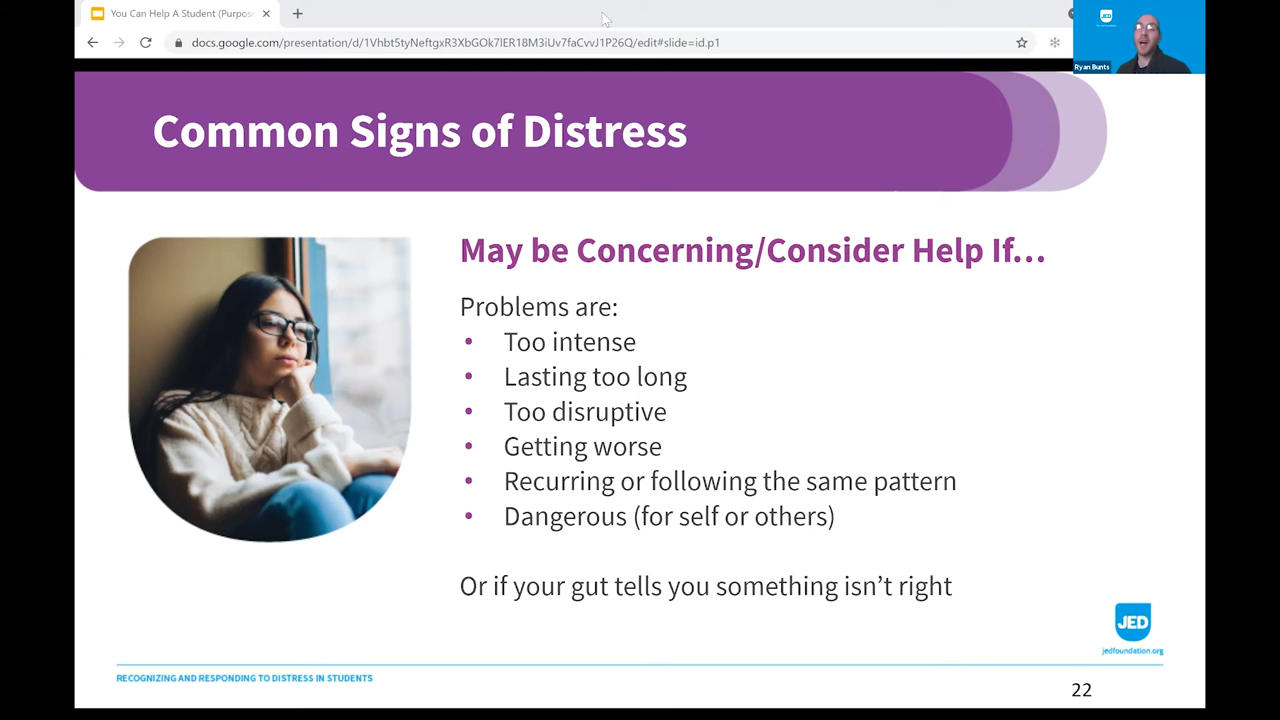 You Can Help A Student (Purpos
docs.google.com/presentation/d/1Vhbt5tyNeftgxR3XbGOk7lER18M3iUv7faCvvJ1P26Q/edit#slide=id.p1
JED
Ryan Bunts
Common Signs of Distress
May be Concerning/Consider Help If...
Problems are:
• Too intense
• Lasting too long
• Too disruptive
• Getting worse
• Recurring or following the same pattern
• Dangerous (for self or others)
Or if your gut tells you something isn’t right
JED
jedfoundation.org
RECOGNIZING AND RESPONDING TO DISTRESS IN STUDENTS
22